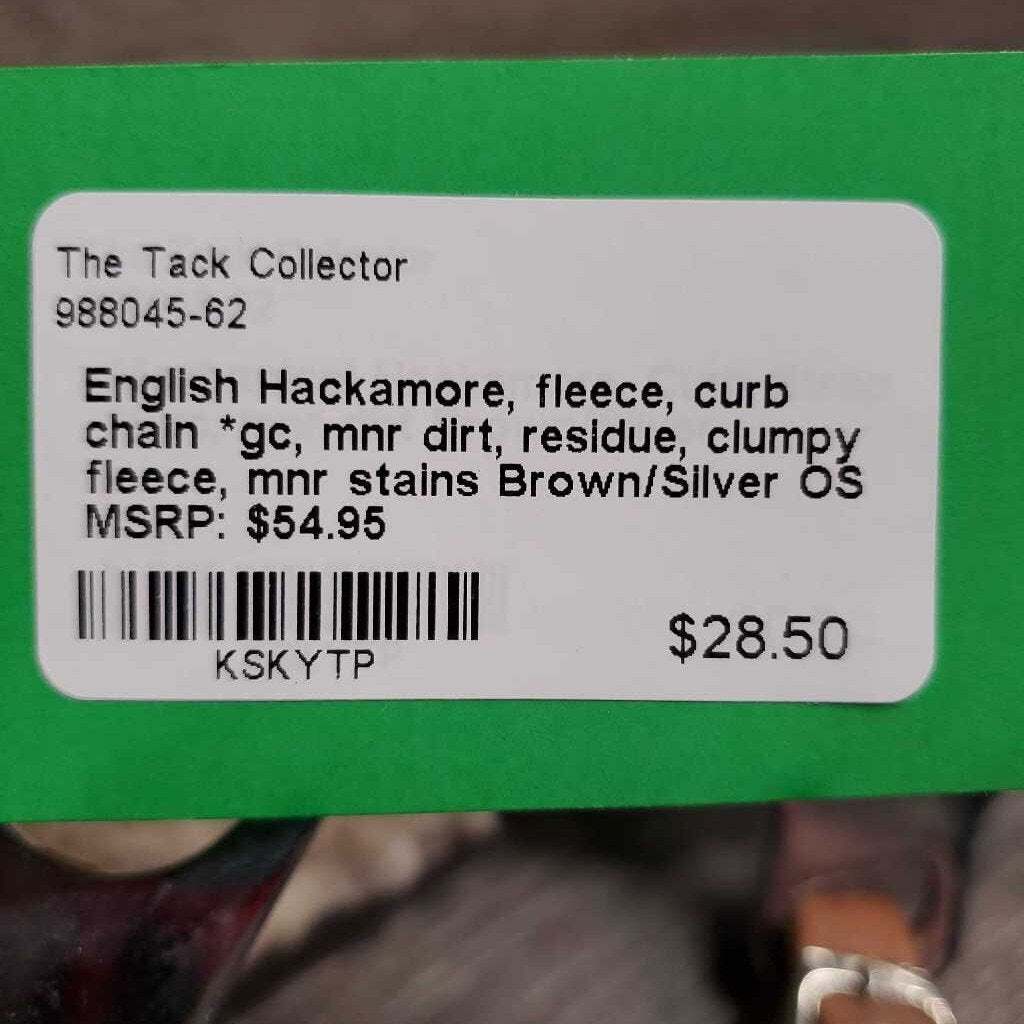 The Tack Collector
988045-62
English Hackamore, fleece, curb
chain *gc, mnr dirt, residue, clumpy
fleece, mnr stains Brown/Silver OS
MSRP: $54.95
KSKYTP
$28.50